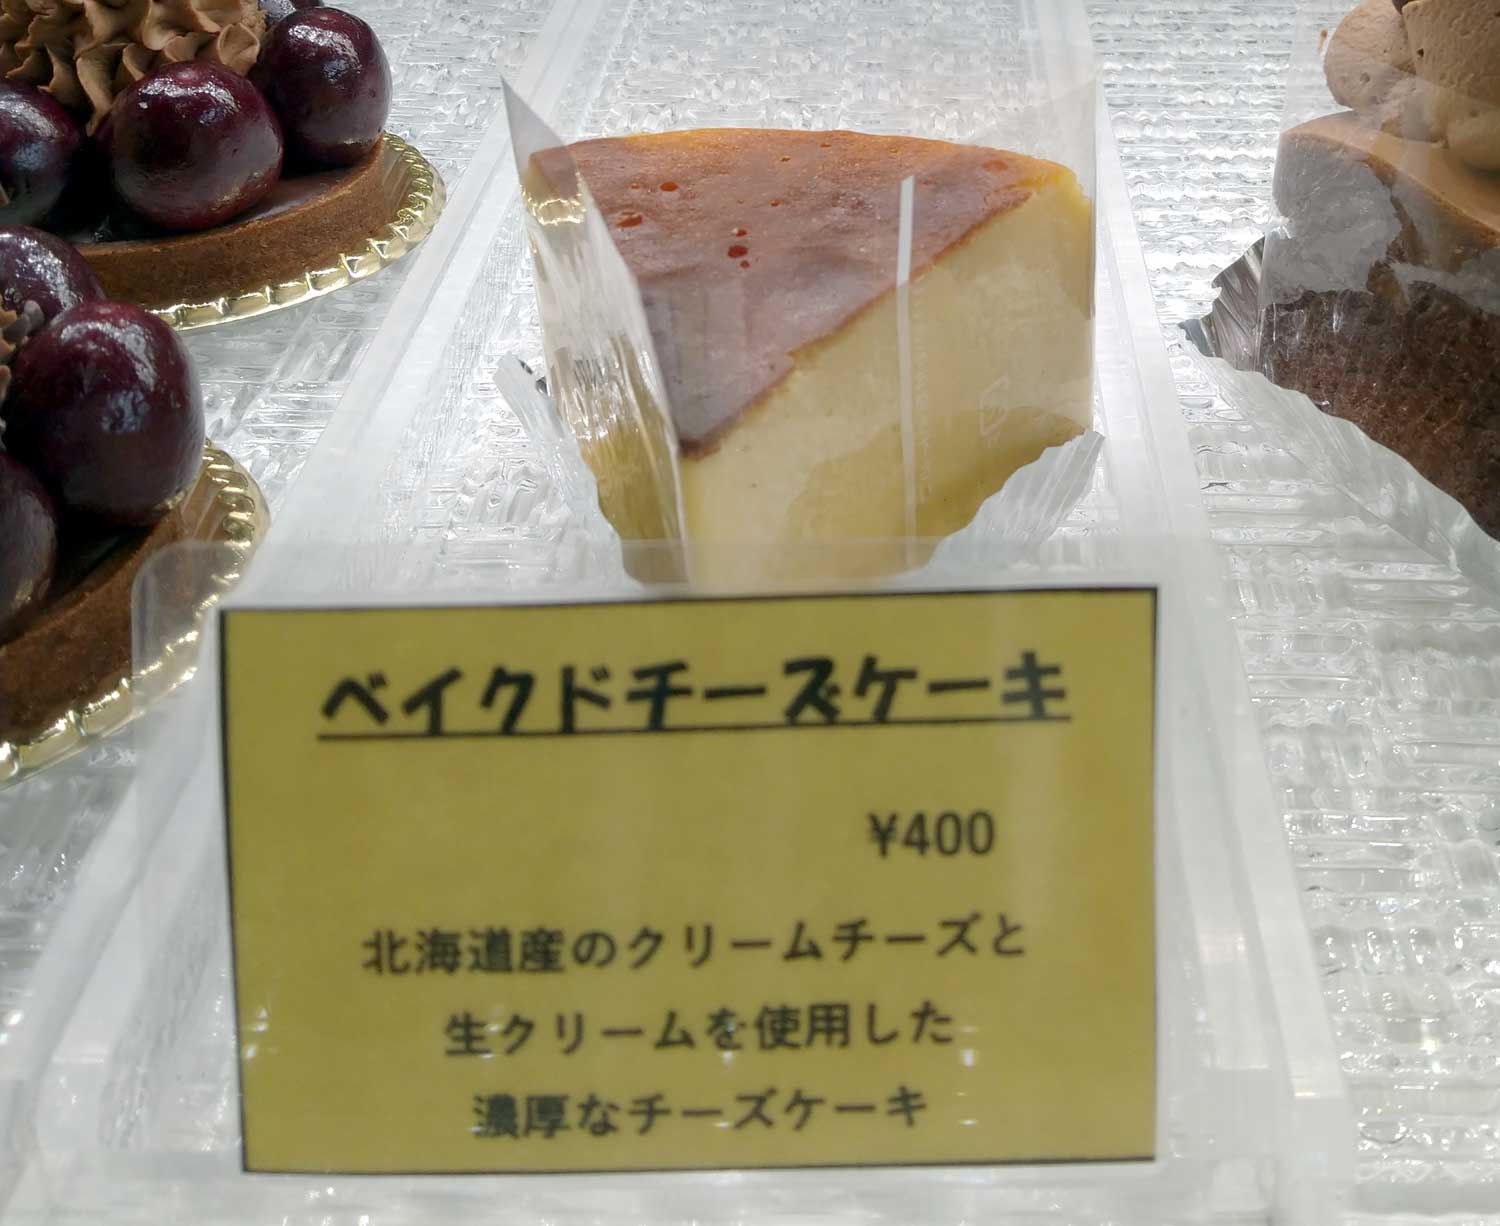 ベイクドチーズケーキ
¥400
北海道産のクリームチーズと
生クリームを使用した
濃厚なチーズケーキ